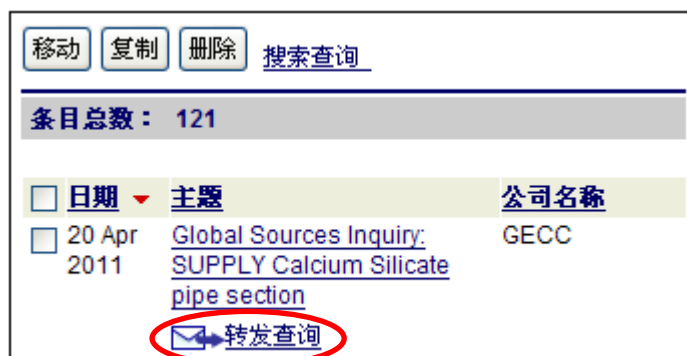 移动 复制 删除 搜索查询
条目总数： 121
日期 主题 公司名称
20 Apr 2011 Global Sources Inquiry: SUPPLY Calcium Silicate pipe section GECC
转发查询